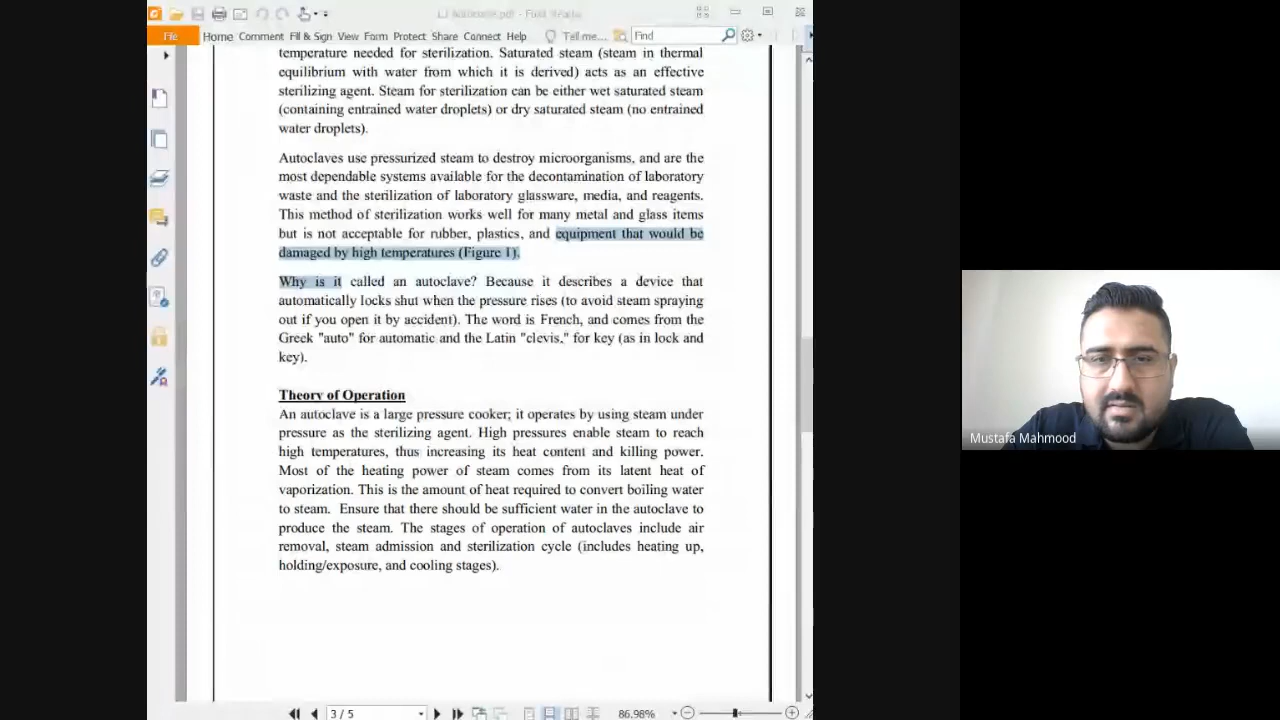 File Home Comment Fill & Sign View Form Protect Share Connect Help Tell me... Find
temperature needed for sterilization. Saturated steam (steam in thermal
equilibrium with water from which it is derived) acts as an effective
sterilizing agent. Steam for sterilization can be either wet saturated steam
(containing entrained water droplets) or dry saturated steam (no entrained
water droplets).
Autoclaves use pressurized steam to destroy microorganisms, and are the
most dependable systems available for the decontamination of laboratory
waste and the sterilization of laboratory glassware, media, and reagents.
This method of sterilization works well for many metal and glass items
but is not acceptable for rubber, plastics, and equipment that would be
damaged by high temperatures (Figure 1).
Why is it called an autoclave? Because it describes a device that
automatically locks shut when the pressure rises (to avoid steam spraying
out if you open it by accident). The word is French, and comes from the
Greek "auto" for automatic and the Latin "clevis," for key (as in lock and
key).
Theory of Operation
An autoclave is a large pressure cooker; it operates by using steam under
pressure as the sterilizing agent. High pressures enable steam to reach
high temperatures, thus increasing its heat content and killing power.
Most of the heating power of steam comes from its latent heat of
vaporization. This is the amount of heat required to convert boiling water
to steam. Ensure that there should be sufficient water in the autoclave to
produce the steam. The stages of operation of autoclaves include air
removal, steam admission and sterilization cycle (includes heating up,
holding/exposure, and cooling stages).
3 / 5
86,98%
Mustafa Mahmood